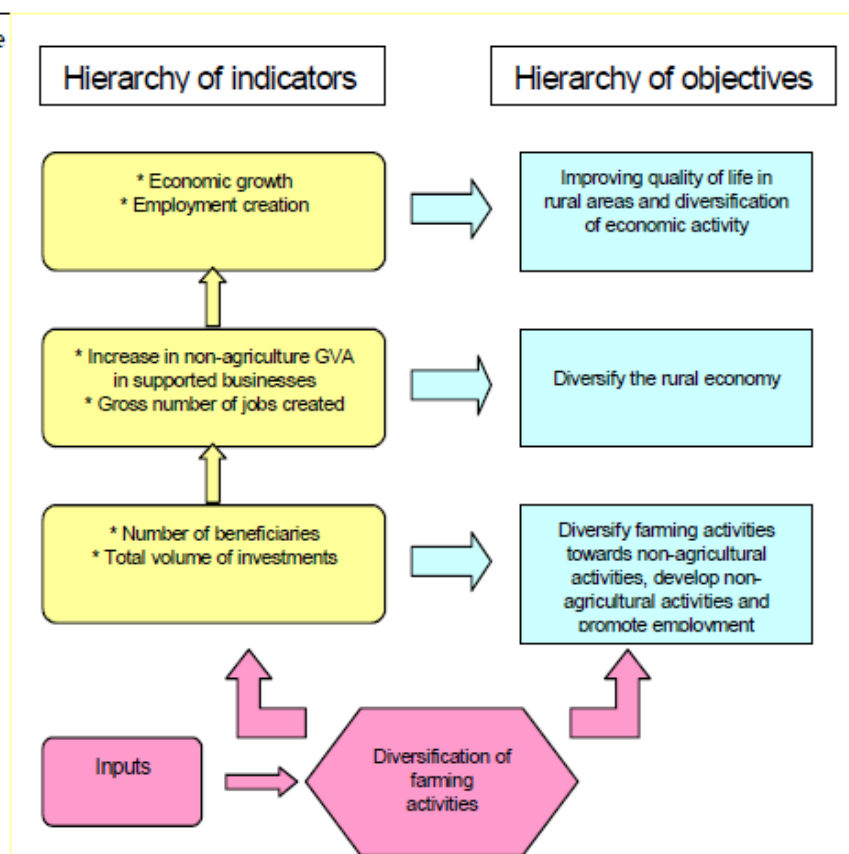 e
Hierarchy of indicators
Hierarchy of objectives
* Economic growth
* Employment creation
Improving quality of life in
rural areas and diversification
of economic activity
* Increase in non-agriculture GVA
in supported businesses
* Gross number of jobs created
Diversify the rural economy
* Number of beneficiaries
* Total volume of investments
Diversify farming activities
towards non-agricultural
activities, develop non-
agricultural activities and
promote employment
Inputs
Diversification of
farming
activities